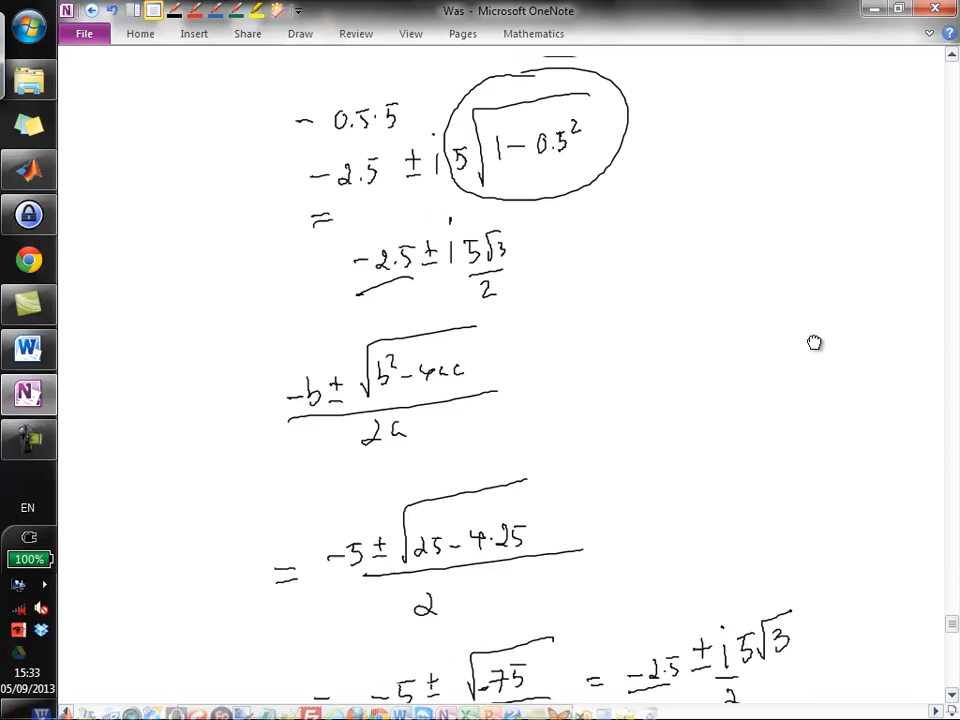 Was - Microsoft OneNote
File Home Insert Share Draw Review View Pages Mathematics
- 0.5·5
-2.5 ± i 5√(1 - 0.5²)
=
-2.5 ± i 5√3
2
-b ± √(b² - 4ac)
2a
= -5 ± √(25 - 4·25)
2
-5 ± √-75 = -2.5 ± i 5√3
2
EN
100%
15:33
05/09/2013